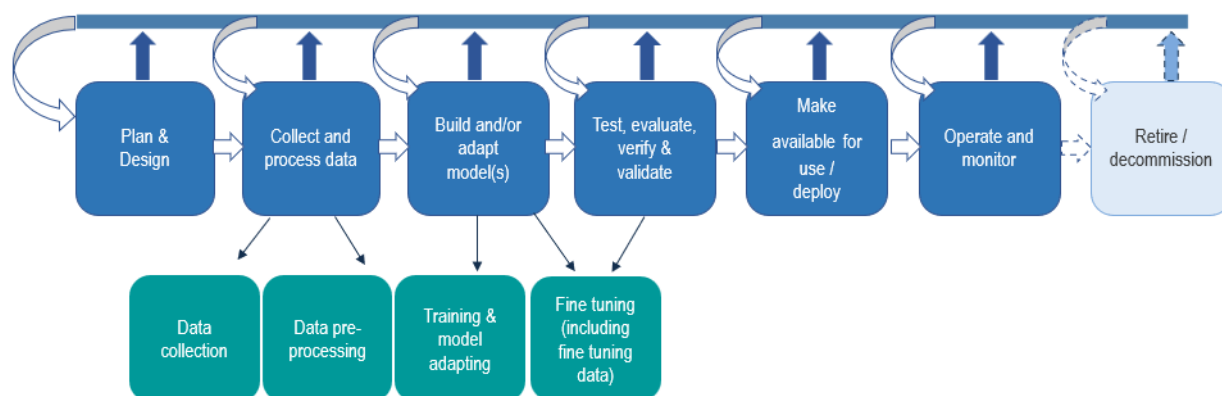 Plan &
Design
Collect and
process data
Build and/or
adapt
model(s)
Test, evaluate,
verify &
validate
Make
available for
use /
deploy
Operate and
monitor
Retire /
decommission
Data
collection
Data pre-
processing
Training &
model
adapting
Fine tuning
(including
fine tuning
data)